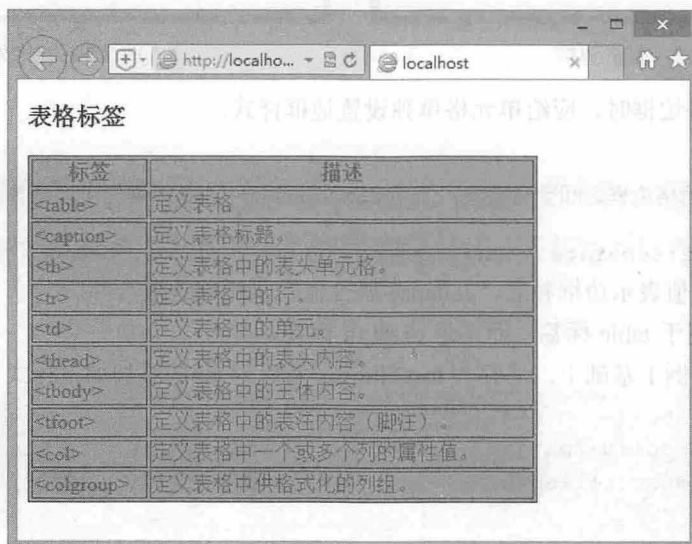 http://localho...
localhost
表格标签
标签 描述
<table> 定义表格
<caption> 定义表格标题。
<th> 定义表格中的表头单元格。
<tr> 定义表格中的行。
<td> 定义表格中的单元。
<thead> 定义表格中的表头内容。
<tbody> 定义表格中的主体内容。
<tfoot> 定义表格中的表注内容（脚注）。
<col> 定义表格中一个或多个列的属性值。
<colgroup> 定义表格中供格式化的列组。